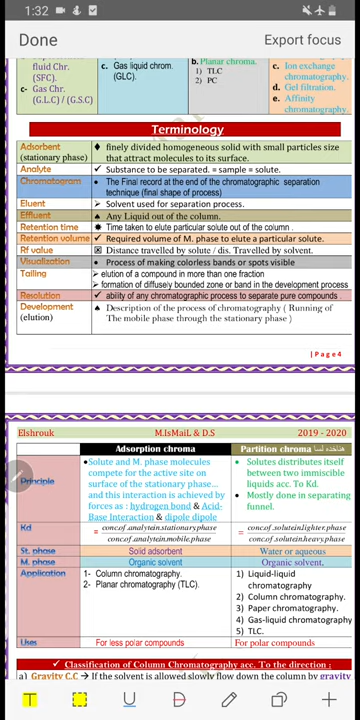 1:32
Done
Export focus
fluid Chr.
(SFC).
c- Gas Chr.
(G.L.C) / (G.S.C)
c. Gas liquid chrom.
(GLC).
b. Planar chroma.
1) TLC
2) PC
c. Ion exchange
chromatography.
d. Gel filtration.
e. Affinity
chromatography.
Terminology
Adsorbent
(stationary phase)
♦ finely divided homogeneous solid with small particles size
that attract molecules to its surface.
Analyte ✓ Substance to be separated. = sample = solute.
Chromatogram • The Final record at the end of the chromatographic separation
technique (final shape of process)
Eluent ➢ Solvent used for separation process.
Effluent ♠ Any Liquid out of the column.
Retention time ✸ Time taken to elute particular solute out of the column .
Retention volume ✓ Required volume of M. phase to elute a particular solute.
Rf value ☒ Distance travelled by solute / dis. Travelled by solvent.
Visualization • Process of making colorless bands or spots visible
Tailing ➢ elution of a compound in more than one fraction
➢ formation of diffusely bounded zone or band in the development process
Resolution ✓ ability of any chromatographic process to separate pure compounds .
Development
(elution)
♠ Description of the process of chromatography ( Running of
The mobile phase through the stationary phase )
| P a g e 4
Elshrouk M.IsMaiL & D.S 2019 - 2020
Adsorption chroma Partition chroma هناخده لسا
Principle
•Solute and M. phase molecules
compete for the active site on
surface of the stationary phase...
and this interaction is achieved by
forces as : hydrogen bond & Acid-
Base Interaction & dipole dipole
• Solutes distributes itself
between two immiscible
liquids acc. To Kd.
• Mostly done in separating
funnel.
Kd
= conc.of.analyte.in.stationary.phase
conc.of.analyte.mobile.phase
= conc.of.solute.in.lighter.phase
conc.of.solute.in.heavy.phase
St. phase Solid adsorbent Water or aqueous
M. phase Organic solvent Organic solvent,
Application
1- Column chromatography.
2- Planar chromatography (TLC).
1) Liquid-liquid
chromatography
2) Column chromatography.
3) Paper chromatography.
4) Gas-liquid chromatography
5) TLC.
Uses For less polar compounds For polar compounds
✓ Classification of Column Chromatography acc. To the direction :
a) Gravity C.C → If the solvent is allowed slowly flow down the column by gravity